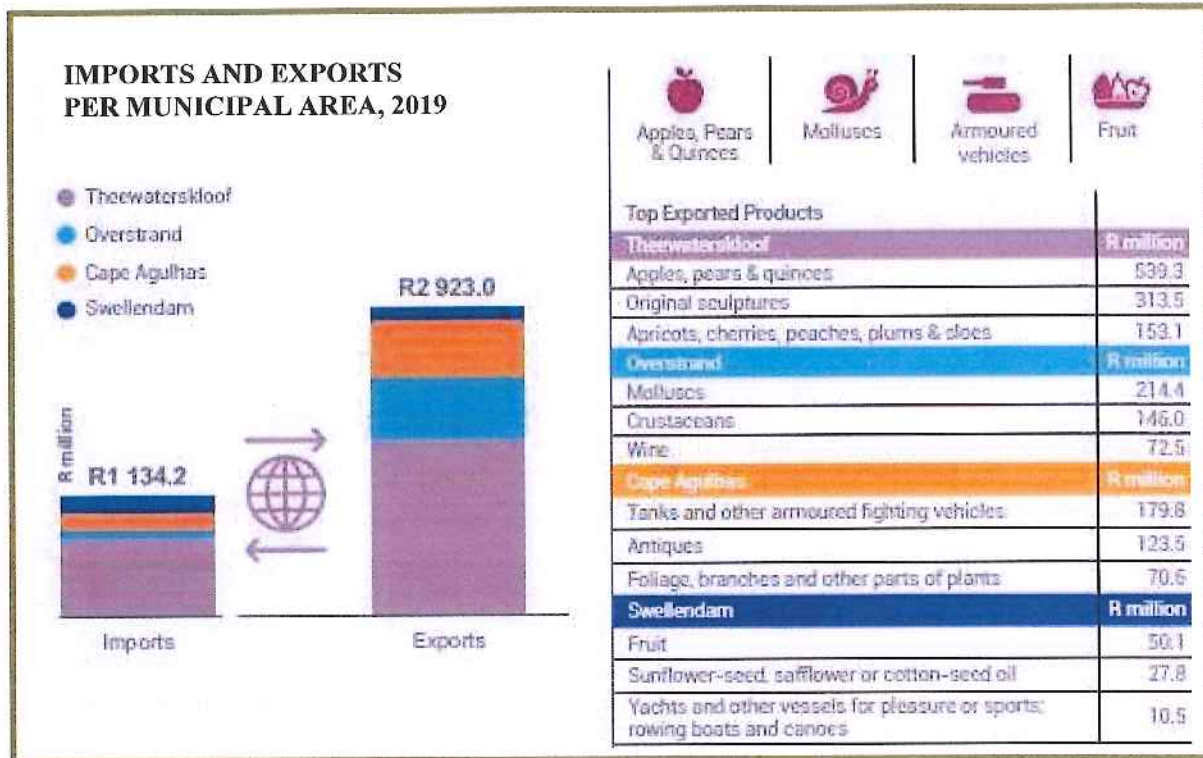 IMPORTS AND EXPORTS
PER MUNICIPAL AREA, 2019
Theewaterskloof
Overstrand
Cape Agulhas
Swellendam
R million
R1 134.2
R2 923.0
Imports
Exports
Apples, Pears
& Quinces
Molluses
Armoured
vehicles
Fruit
Top Exported Products
Theewaterskloof R million
Apples, pears & quinces 539.3
Original sculptures 313.5
Apricots, cherries, peaches, plums & sloes 153.1
Overstrand R million
Molluses 214.4
Crustaceans 146.0
Wine 72.5
Cape Agulhas R million
Tanks and other armoured fighting vehicles 179.8
Antiques 123.5
Foliage, branches and other parts of plants 70.6
Swellendam R million
Fruit 50.1
Sunflower-seed, safflower or cotton-seed oil 27.8
Yachts and other vessels for pleasure or sports;
rowing boats and canoes 10.5